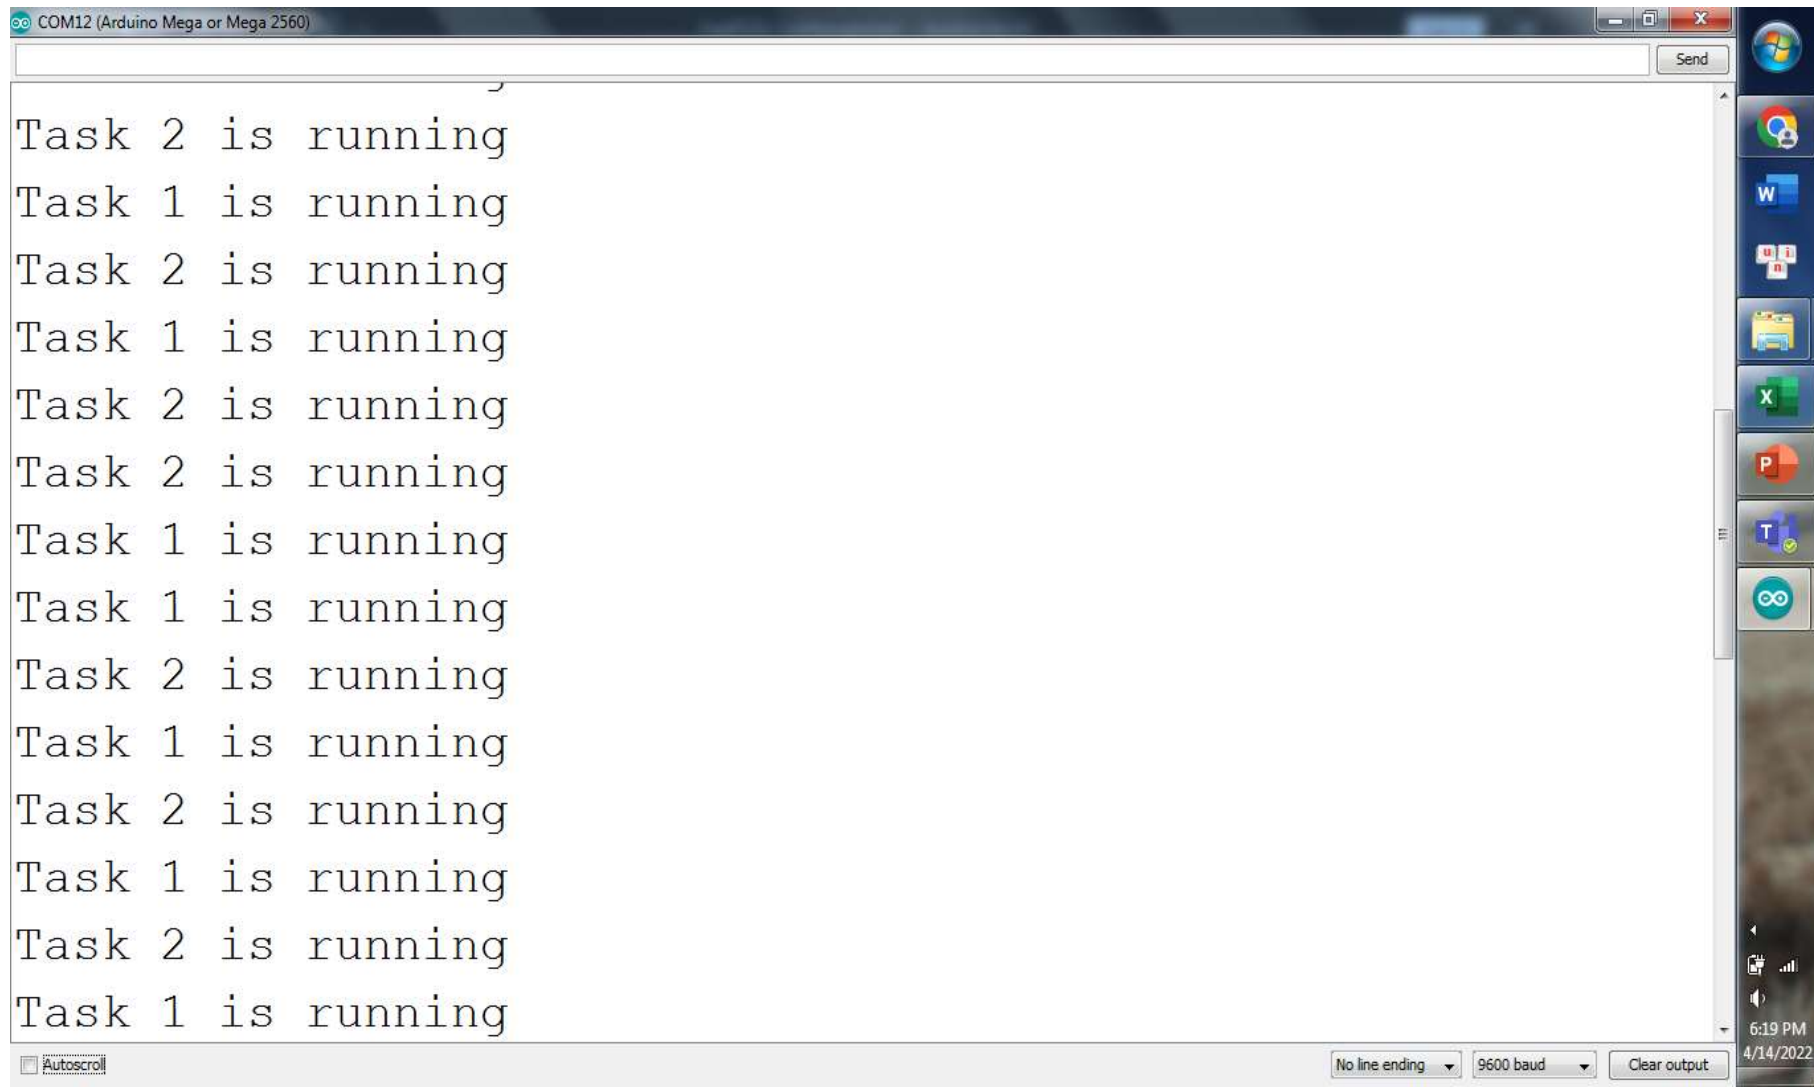 COM12 (Arduino Mega or Mega 2560)
Send
Task 2 is running
Task 1 is running
Task 2 is running
Task 1 is running
Task 2 is running
Task 2 is running
Task 1 is running
Task 1 is running
Task 2 is running
Task 1 is running
Task 2 is running
Task 1 is running
Task 2 is running
Task 1 is running
Autoscroll
No line ending
9600 baud
Clear output
W
u i
n
X
P
T
6:19 PM
4/14/2022